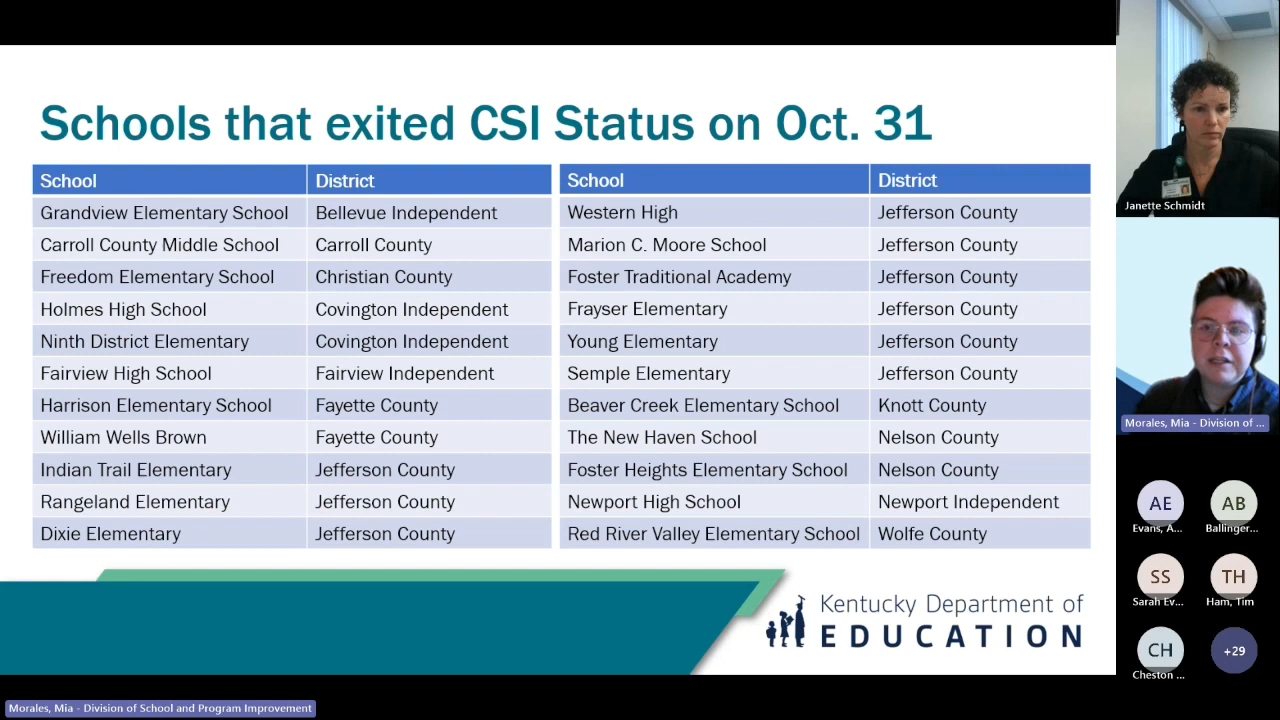 Schools that exited CSI Status on Oct. 31
School District
Grandview Elementary School Bellevue Independent
Carroll County Middle School Carroll County
Freedom Elementary School Christian County
Holmes High School Covington Independent
Ninth District Elementary Covington Independent
Fairview High School Fairview Independent
Harrison Elementary School Fayette County
William Wells Brown Fayette County
Indian Trail Elementary Jefferson County
Rangeland Elementary Jefferson County
Dixie Elementary Jefferson County
School District
Western High Jefferson County
Marion C. Moore School Jefferson County
Foster Traditional Academy Jefferson County
Frayser Elementary Jefferson County
Young Elementary Jefferson County
Semple Elementary Jefferson County
Beaver Creek Elementary School Knott County
The New Haven School Nelson County
Foster Heights Elementary School Nelson County
Newport High School Newport Independent
Red River Valley Elementary School Wolfe County
Kentucky Department of
EDUCATION
Janette Schmidt
Morales, Mia - Division of ...
AE
Evans, A...
AB
Ballinger...
SS
Sarah Ev...
TH
Ham, Tim
CH
Cheston ...
+29
Morales, Mia - Division of School and Program Improvement